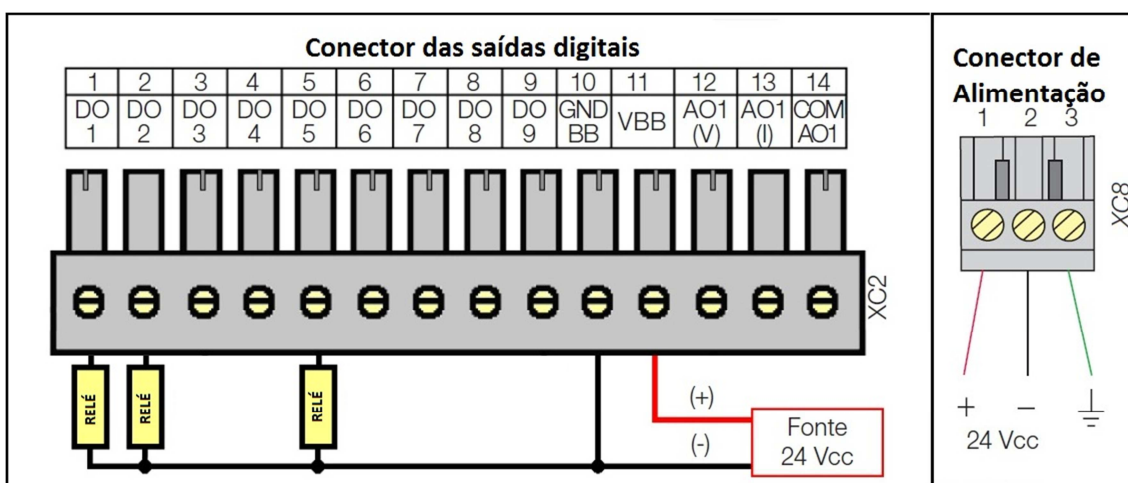 Conector das saídas digitais
1 2 3 4 5 6 7 8 9 10 11 12 13 14
DO 1 DO 2 DO 3 DO 4 DO 5 DO 6 DO 7 DO 8 DO 9 GND BB VBB AO1 (V) AO1 (I) COM AO1
XC2
RELÉ RELÉ RELÉ
(+)
(-)
Fonte
24 Vcc
Conector de
Alimentação
1 2 3
XC8
+ −
24 Vcc